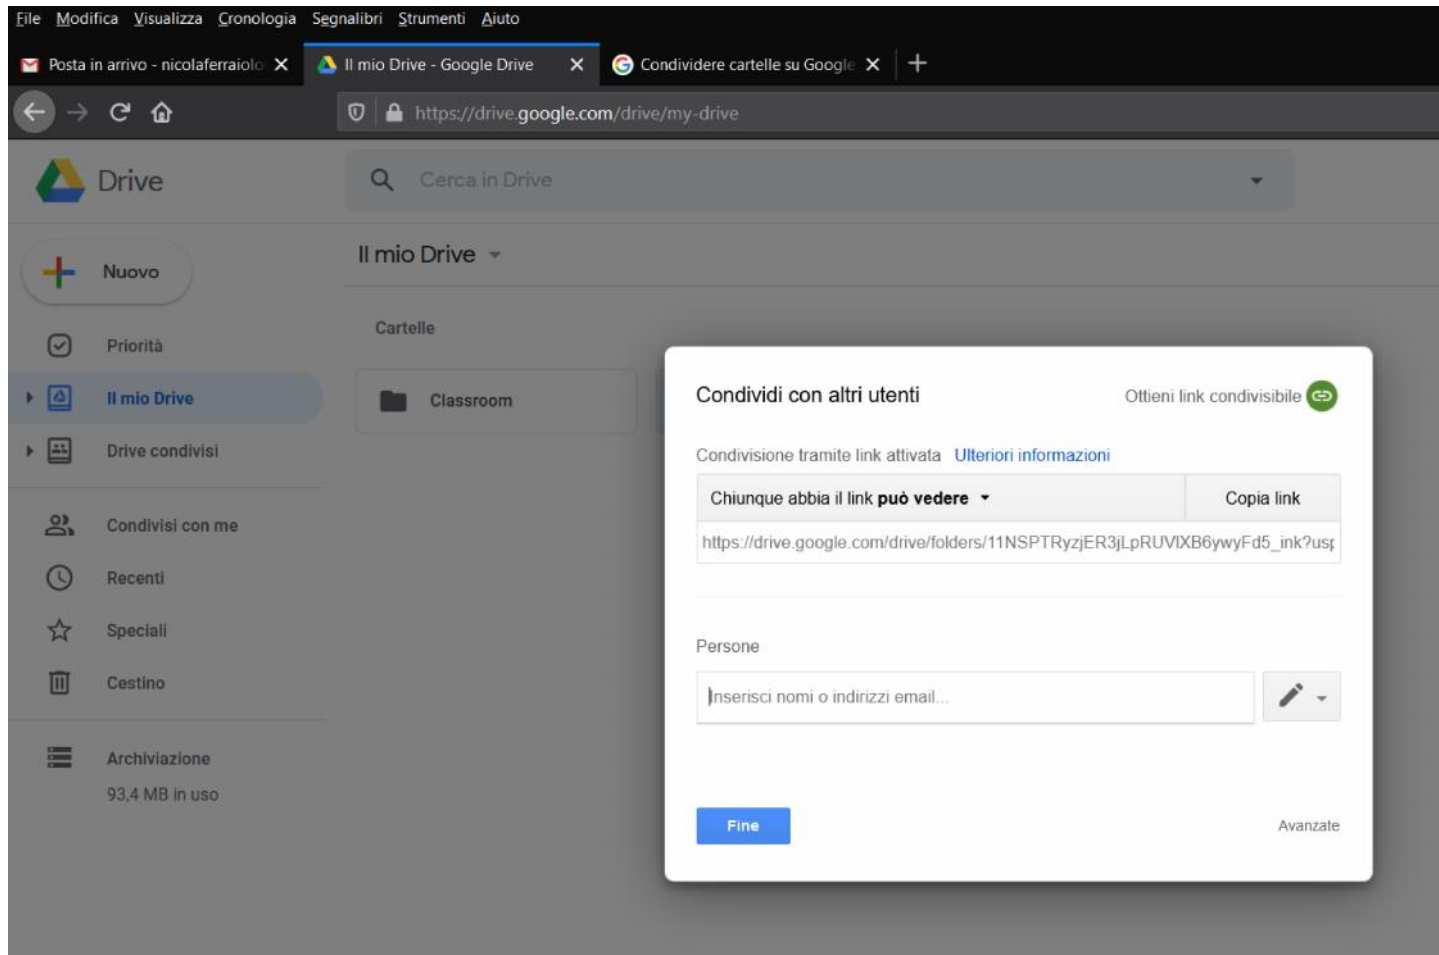 File Modifica Visualizza Cronologia Segnalibri Strumenti Aiuto
Posta in arrivo - nicolaferraiolo
Il mio Drive - Google Drive
Condividere cartelle su Google
https://drive.google.com/drive/my-drive
Drive
Cerca in Drive
Nuovo
Il mio Drive
Priorità
Il mio Drive
Drive condivisi
Condivisi con me
Recenti
Speciali
Cestino
Archiviazione
93,4 MB in uso
Cartelle
Classroom
Condividi con altri utenti
Ottieni link condivisibile
Condivisione tramite link attivata Ulteriori informazioni
Chiunque abbia il link può vedere
Copia link
https://drive.google.com/drive/folders/11NSPTRyzjER3jLpRUVlXB6ywyFd5_ink?usp
Persone
Inserisci nomi o indirizzi email...
Fine
Avanzate